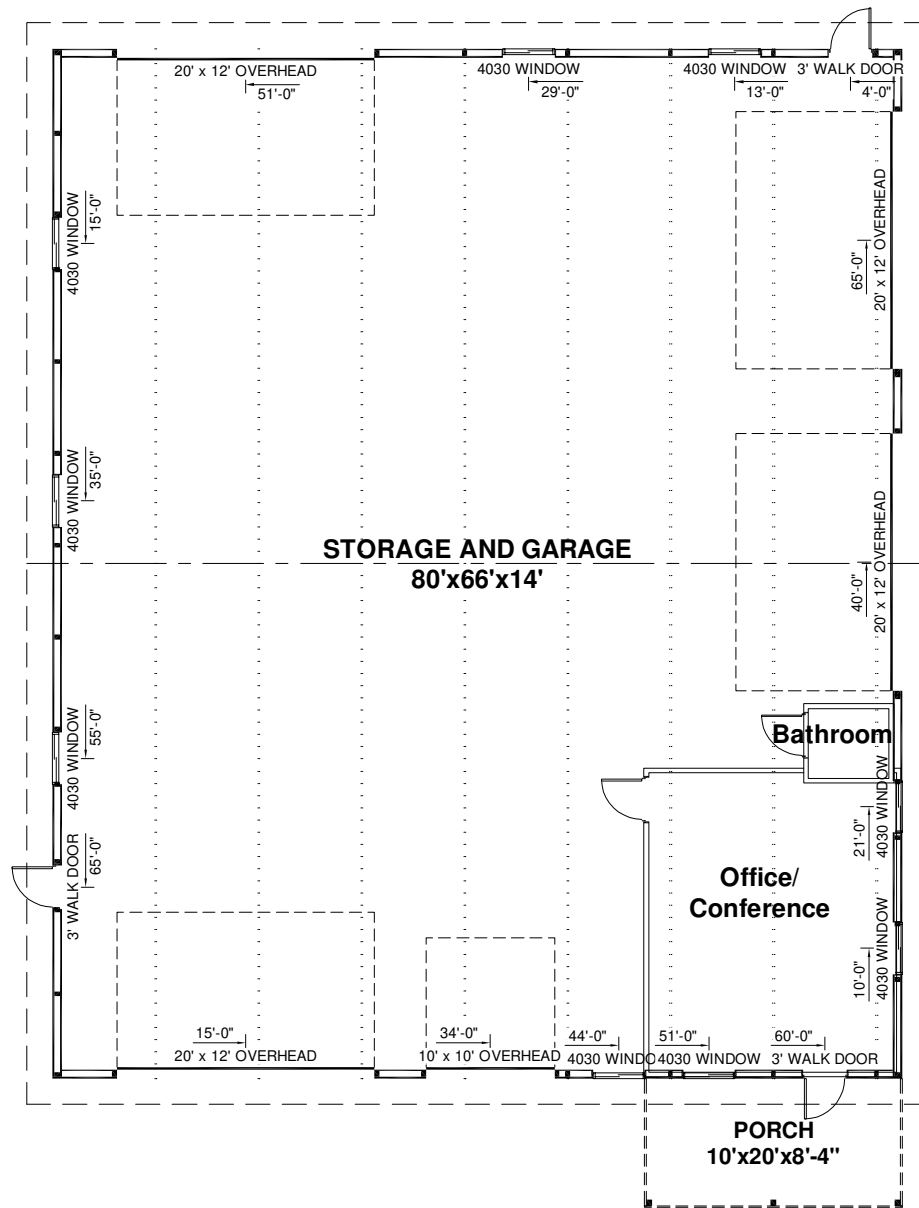 20' x 12' OVERHEAD
51'-0"
4030 WINDOW
29'-0"
4030 WINDOW
13'-0"
3' WALK DOOR
4'-0"
4030 WINDOW
15'-0"
65'-0"
20' x 12' OVERHEAD
4030 WINDOW
35'-0"
STORAGE AND GARAGE
80'x66'x14'
40'-0"
20' x 12' OVERHEAD
4030 WINDOW
55'-0"
Bathroom
21'-0"
4030 WINDOW
3' WALK DOOR
65'-0"
Office/
Conference
10'-0"
4030 WINDOW
15'-0"
20' x 12' OVERHEAD
34'-0"
10' x 10' OVERHEAD
44'-0"
4030 WINDO
51'-0"
4030 WINDOW
60'-0"
3' WALK DOOR
PORCH
10'x20'x8'-4"